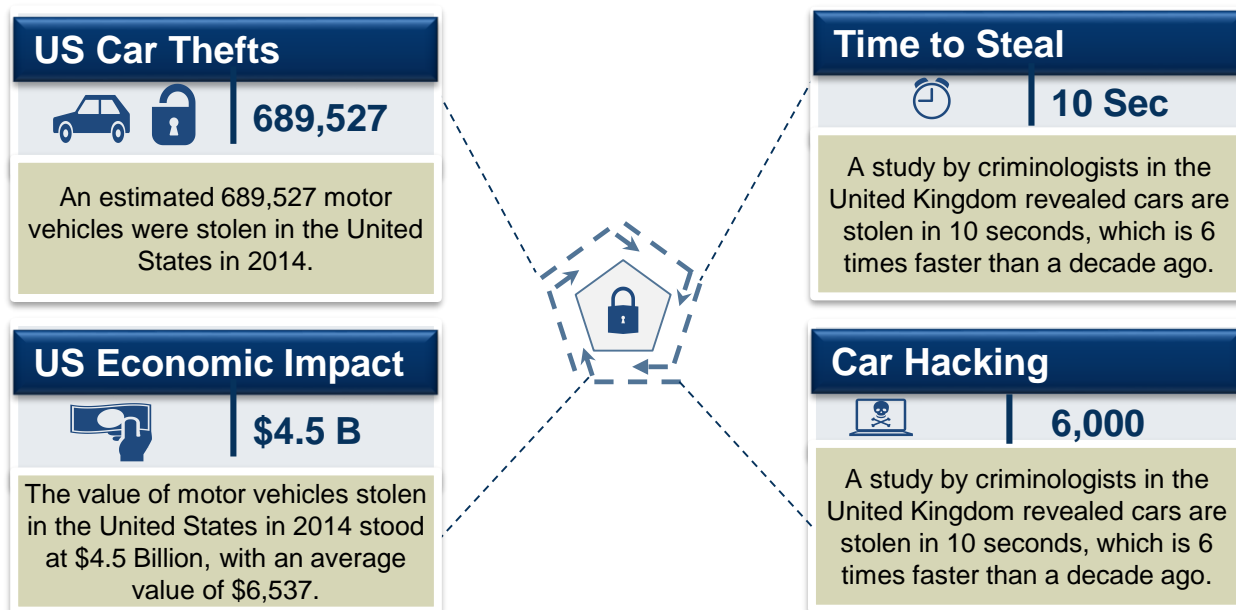 US Car Thefts
689,527
An estimated 689,527 motor
vehicles were stolen in the United
States in 2014.
Time to Steal
10 Sec
A study by criminologists in the
United Kingdom revealed cars are
stolen in 10 seconds, which is 6
times faster than a decade ago.
US Economic Impact
$4.5 B
The value of motor vehicles stolen
in the United States in 2014 stood
at $4.5 Billion, with an average
value of $6,537.
Car Hacking
6,000
A study by criminologists in the
United Kingdom revealed cars are
stolen in 10 seconds, which is 6
times faster than a decade ago.